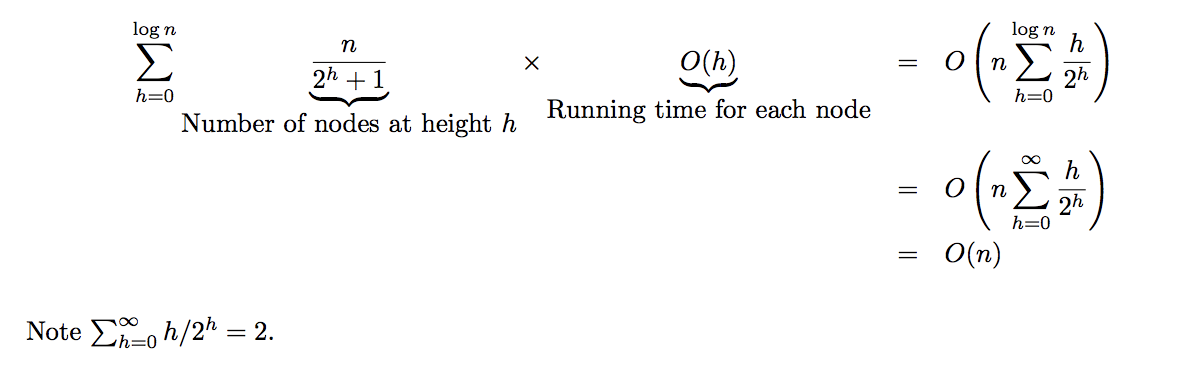 $\sum_{h=0}^{\log n} \underbrace{\frac{n}{2^h + 1}}_{\text{Number of nodes at height } h} \times \underbrace{O(h)}_{\text{Running time for each node}} = O\left(n \sum_{h=0}^{\log n} \frac{h}{2^h}\right)$
$= O\left(n \sum_{h=0}^{\infty} \frac{h}{2^h}\right)$
$= O(n)$
Note $\sum_{h=0}^{\infty} h/2^h = 2.$